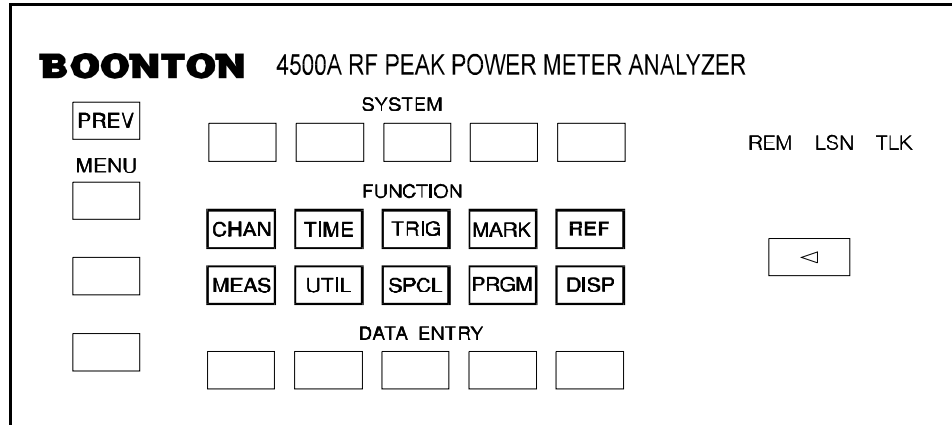 BOONTON 4500A RF PEAK POWER METER ANALYZER
PREV
MENU
SYSTEM
FUNCTION
CHAN TIME TRIG MARK REF
MEAS UTIL SPCL PRGM DISP
DATA ENTRY
REM LSN TLK